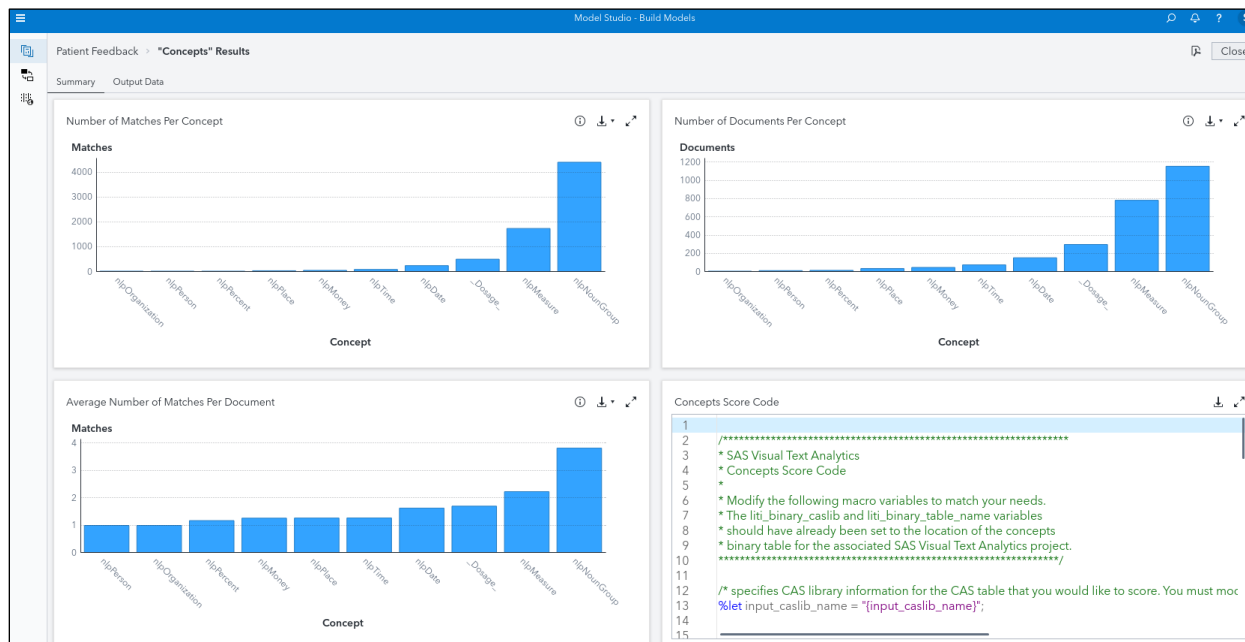 Model Studio - Build Models
?
Patient Feedback > "Concepts" Results
Close
Summary Output Data
Number of Matches Per Concept
Matches
4000
3000
2000
1000
0
nlpOrganization
nlpPerson
nlpPercent
nlpPlace
nlpMoney
nlpTime
nlpDate
_Dosage_
nlpMeasure
nlpNounGroup
Concept
Number of Documents Per Concept
Documents
1200
1000
800
600
400
200
0
nlpOrganization
nlpPerson
nlpPercent
nlpPlace
nlpMoney
nlpTime
nlpDate
_Dosage_
nlpMeasure
nlpNounGroup
Concept
Average Number of Matches Per Document
Matches
4
3
2
1
0
nlpPerson
nlpOrganization
nlpPercent
nlpMoney
nlpPlace
nlpTime
nlpDate
_Dosage_
nlpMeasure
nlpNounGroup
Concept
Concepts Score Code
1
2 /*****************************************************************
3 * SAS Visual Text Analytics
4 * Concepts Score Code
5 *
6 * Modify the following macro variables to match your needs.
7 * The liti_binary_caslib and liti_binary_table_name variables
8 * should have already been set to the location of the concepts
9 * binary table for the associated SAS Visual Text Analytics project.
10 *****************************************************************/
11
12 /* specifies CAS library information for the CAS table that you would like to score. You must moc
13 %let input_caslib_name = "{input_caslib_name}";
14
15